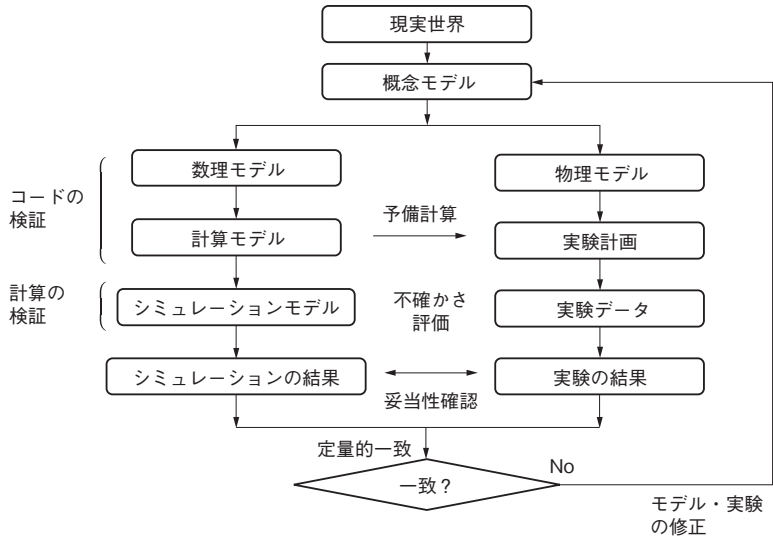 現実世界
概念モデル
数理モデル
物理モデル
コードの
検証
予備計算
計算モデル
実験計画
計算の
検証
シミュレーションモデル
不確かさ
評価
実験データ
シミュレーションの結果
実験の結果
妥当性確認
定量的一致
一致?
No
モデル・実験
の修正